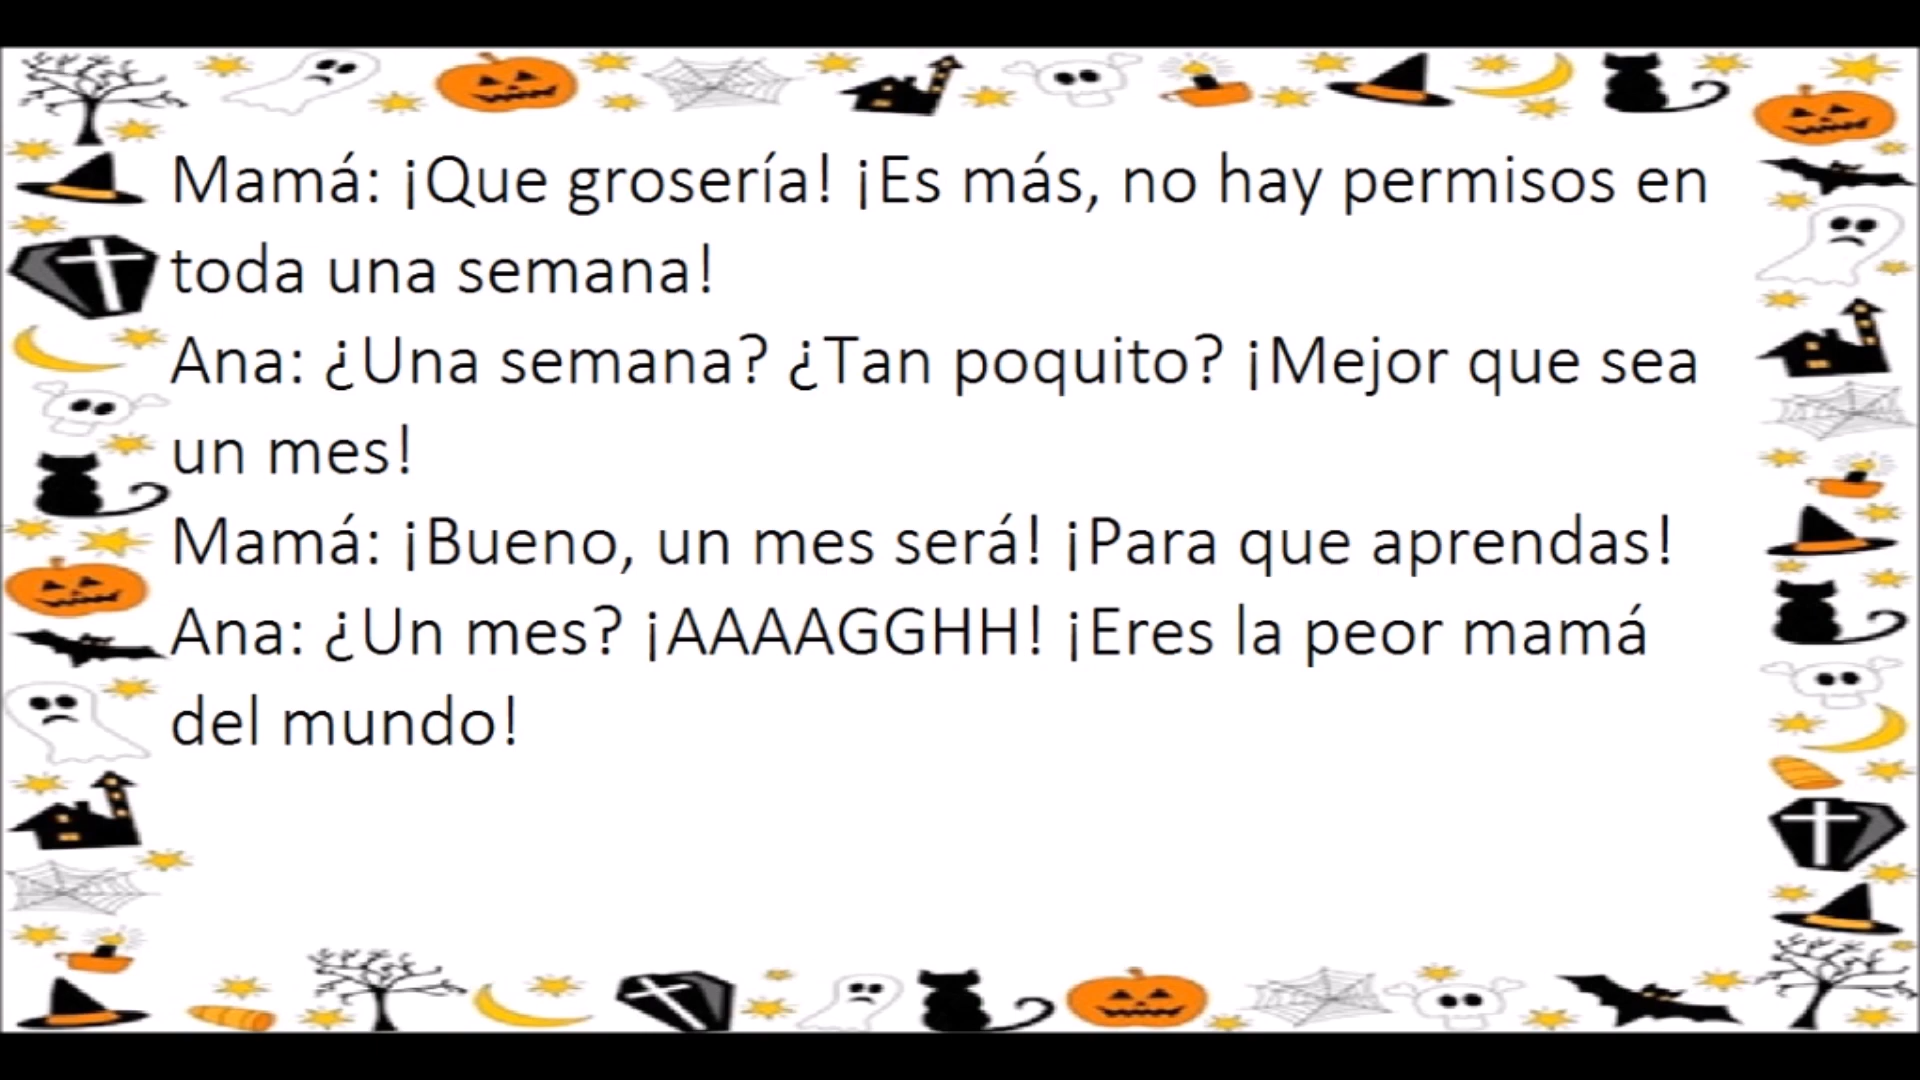 Mamá: ¡Que grosería! ¡Es más, no hay permisos en
toda una semana!
Ana: ¿Una semana? ¿Tan poquito? ¡Mejor que sea
un mes!
Mamá: ¡Bueno, un mes será! ¡Para que aprendas!
Ana: ¿Un mes? ¡AAAAGGHH! ¡Eres la peor mamá
del mundo!